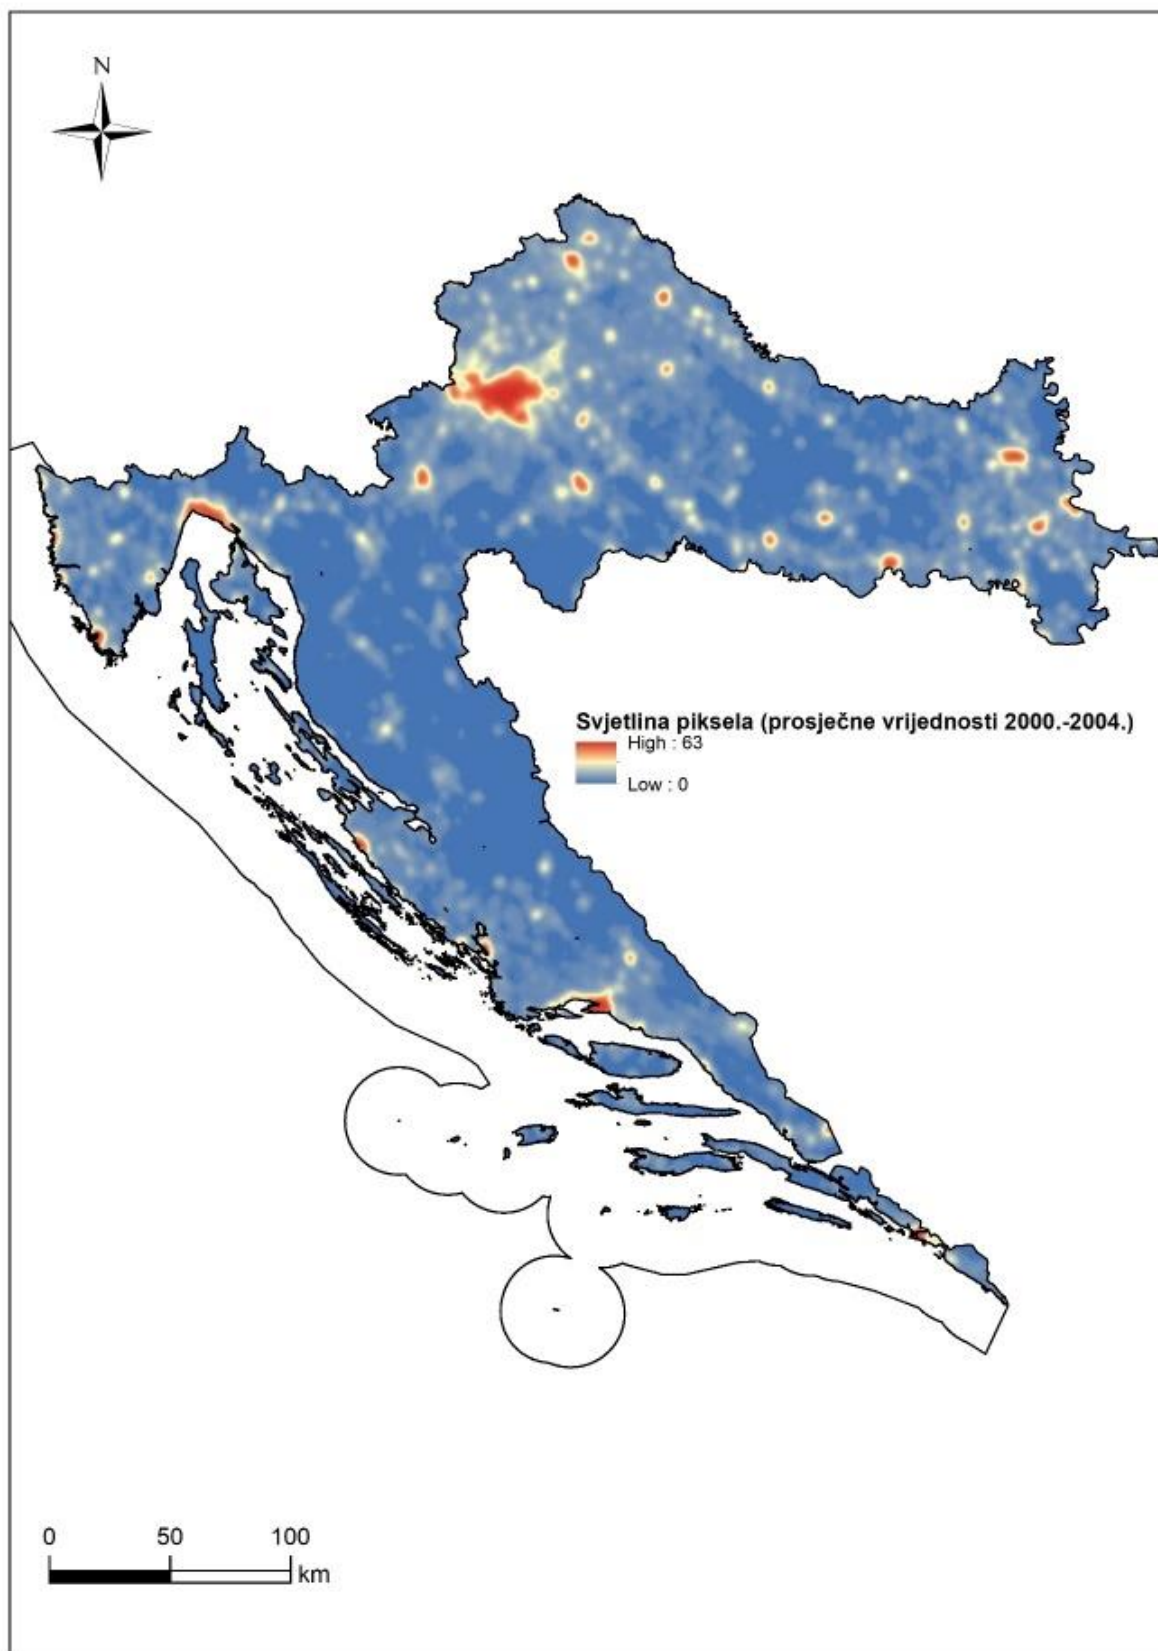 N
Svjetlina piksela (prosječne vrijednosti 2000.-2004.)
High : 63
Low : 0
0 50 100
km